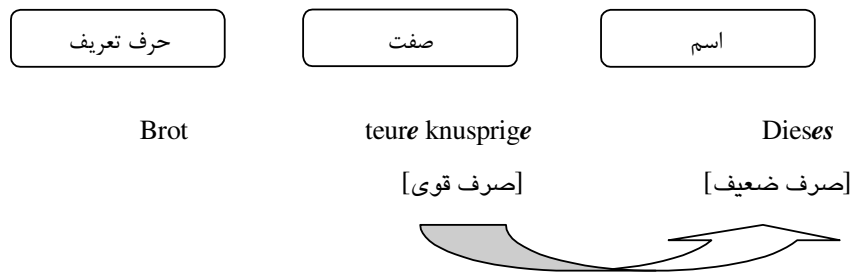 اسم صفت حرف تعریف
Dieses teure knusprige Brot
[صرف ضعیف] [صرف قوی]